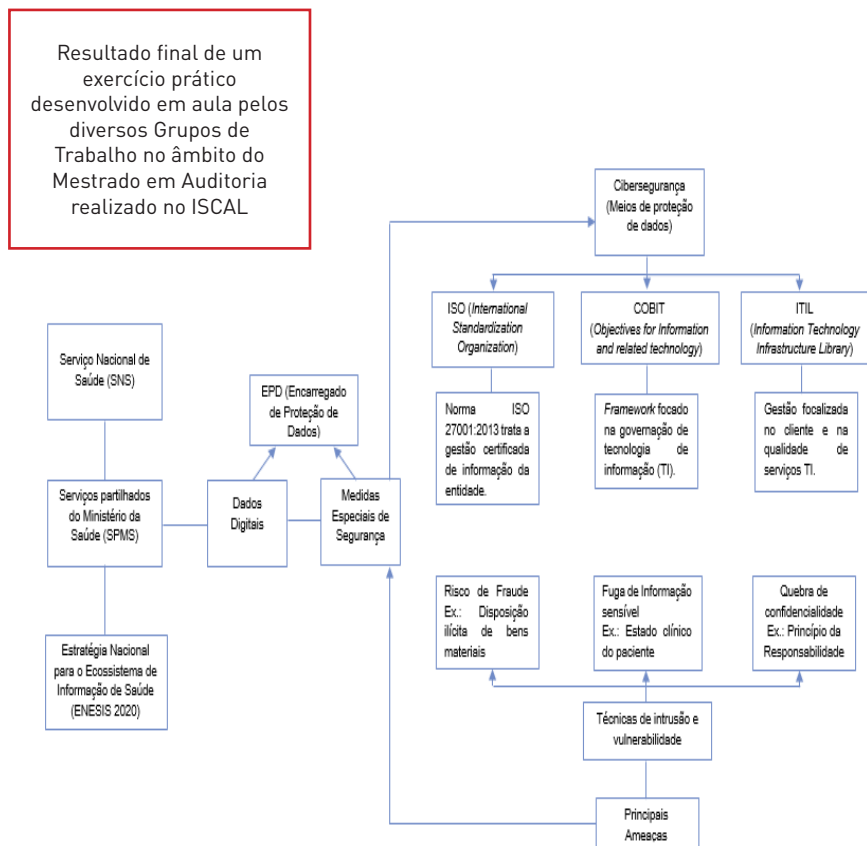 Resultado final de um
exercício prático
desenvolvido em aula pelos
diversos Grupos de
Trabalho no âmbito do
Mestrado em Auditoria
realizado no ISCAL
Cibersegurança
(Meios de proteção
de dados)
ISO (International
Standardization
Organization)
COBIT
(Objectives for Information
and related technology)
ITIL
(Information Technology
Infrastructure Library)
Serviço Nacional de
Saúde (SNS)
EPD (Encarregado
de Proteção de
Dados)
Norma ISO
27001:2013 trata a
gestão certificada
de informação da
entidade.
Framework focado
na governação de
tecnologia de
informação (TI).
Gestão focalizada
no cliente e na
qualidade de
serviços TI.
Serviços partilhados
do Ministério da
Saúde (SPMS)
Dados
Digitais
Medidas
Especiais de
Segurança
Risco de Fraude
Ex.: Disposição
ilícita de bens
materiais
Fuga de Informação
sensível
Ex.: Estado clínico
do paciente
Quebra de
confidencialidade
Ex.: Princípio da
Responsabilidade
Estratégia Nacional
para o Ecossistema de
Informação de Saúde
(ENESIS 2020)
Técnicas de intrusão e
vulnerabilidade
Principais
Ameaças